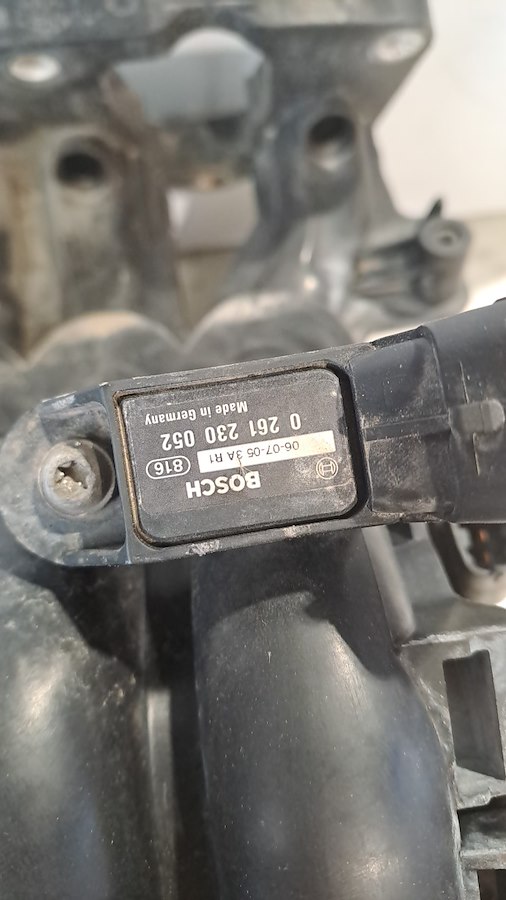 BOSCH
06-07-05 3A R1
816
0 261 230 052
Made in Germany